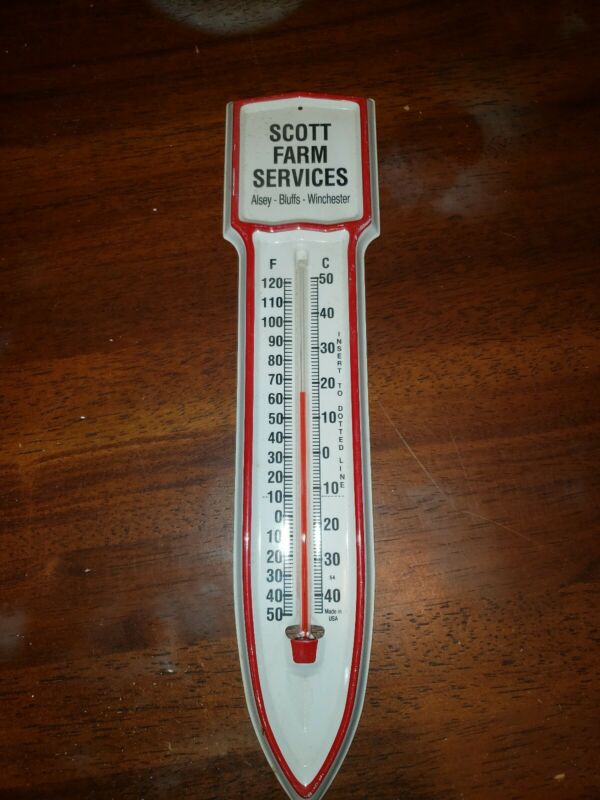 SCOTT
FARM
SERVICES
Alsey - Bluffs - Winchester
F C
120 50
110
100 40
90
80 30
70
60 20
50
40 10
30
20 0
10 10
0
10 20
20
30 30
40 40
50
INSERT TO DOTTED LINE
54
Made in
USA